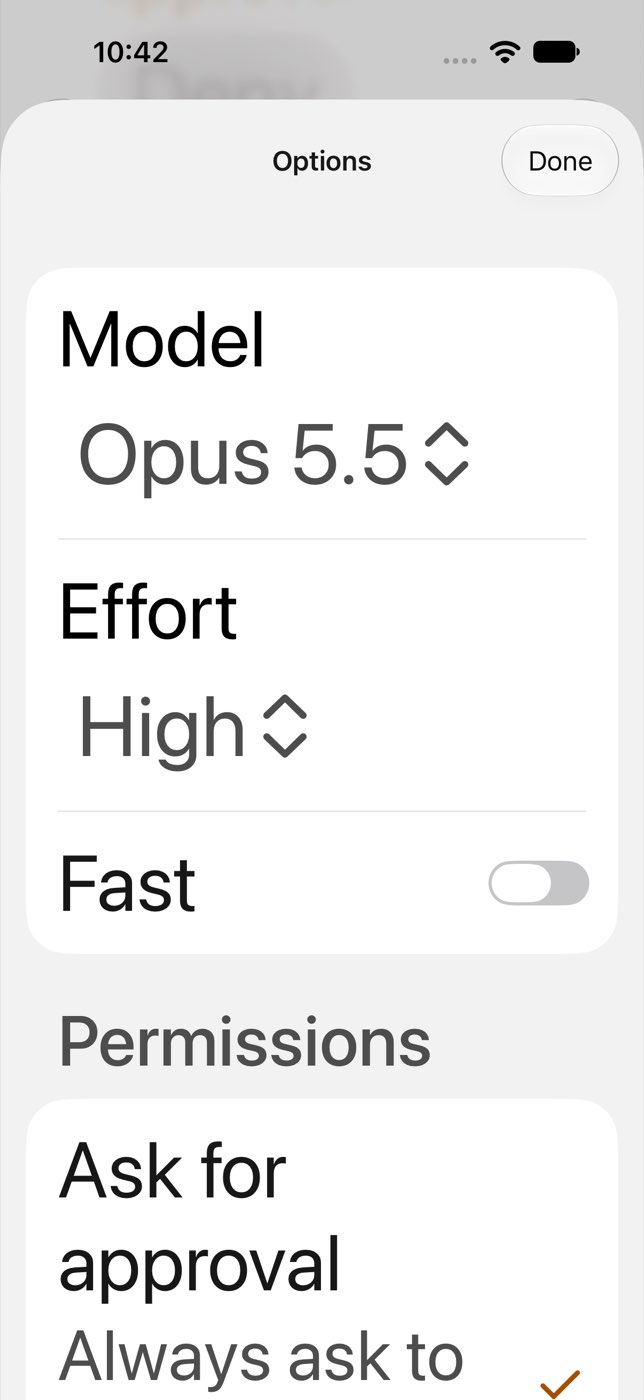 10:42
Options
Done
Model
Opus 5.5
Effort
High
Fast
Permissions
Ask for
approval
Always ask to